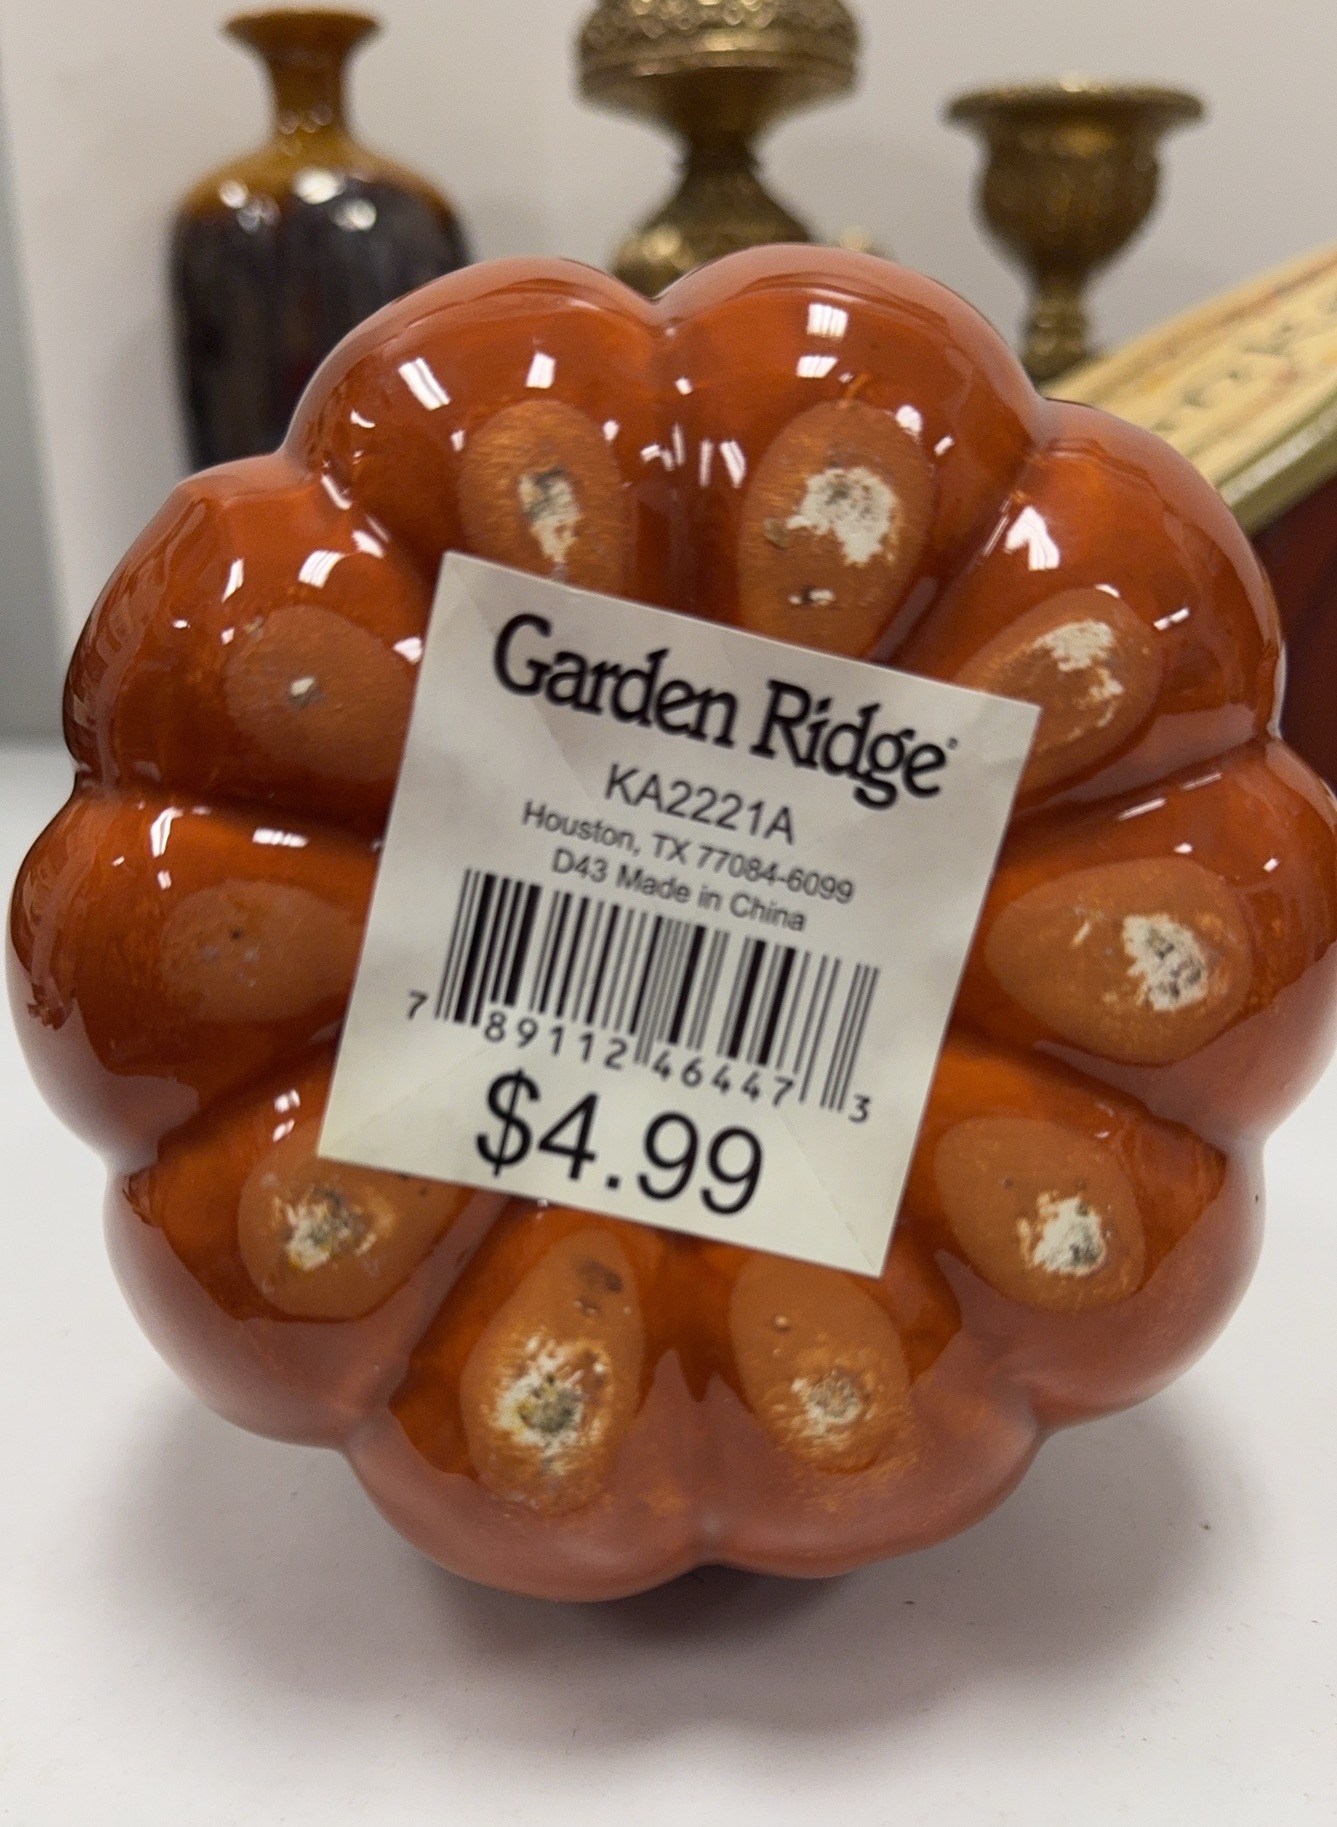 Garden Ridge
KA2221A
Houston, TX 77084-6099
D43 Made in China
7 89112 46447 3
$4.99